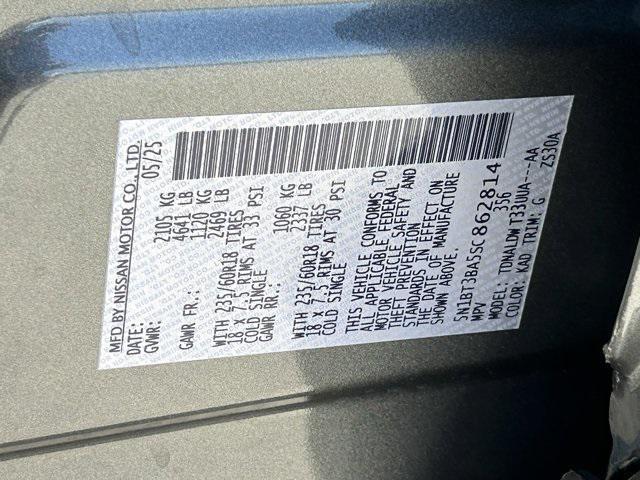 MFD BY NISSAN MOTOR CO., LTD.
DATE: 05/25
GVWR: 2105 KG
4641 LB
GAWR FR.: 1120 KG
2469 LB
WITH 235/60R18 TIRES
18 X 7.5 RIMS AT 33 PSI
COLD SINGLE
GAWR RR.: 1060 KG
2337 LB
WITH 235/60R18 TIRES
18 X 7.5 RIMS AT 30 PSI
COLD SINGLE
THIS VEHICLE CONFORMS TO
ALL APPLICABLE FEDERAL
MOTOR VEHICLE SAFETY AND
THEFT PREVENTION
STANDARDS IN EFFECT ON
THE DATE OF MANUFACTURE
SHOWN ABOVE.
5N1BT3BA5SC862814
MPV 356
MODEL: TDNALDW T33UUA----AA
COLOR: KAD TRIM: G ZS30A